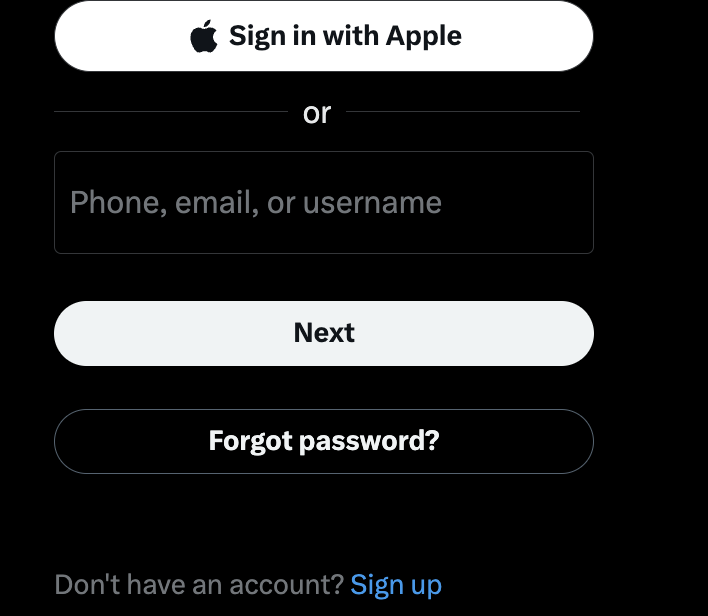 Sign in with Apple
or
Phone, email, or username
Next
Forgot password?
Don't have an account? Sign up